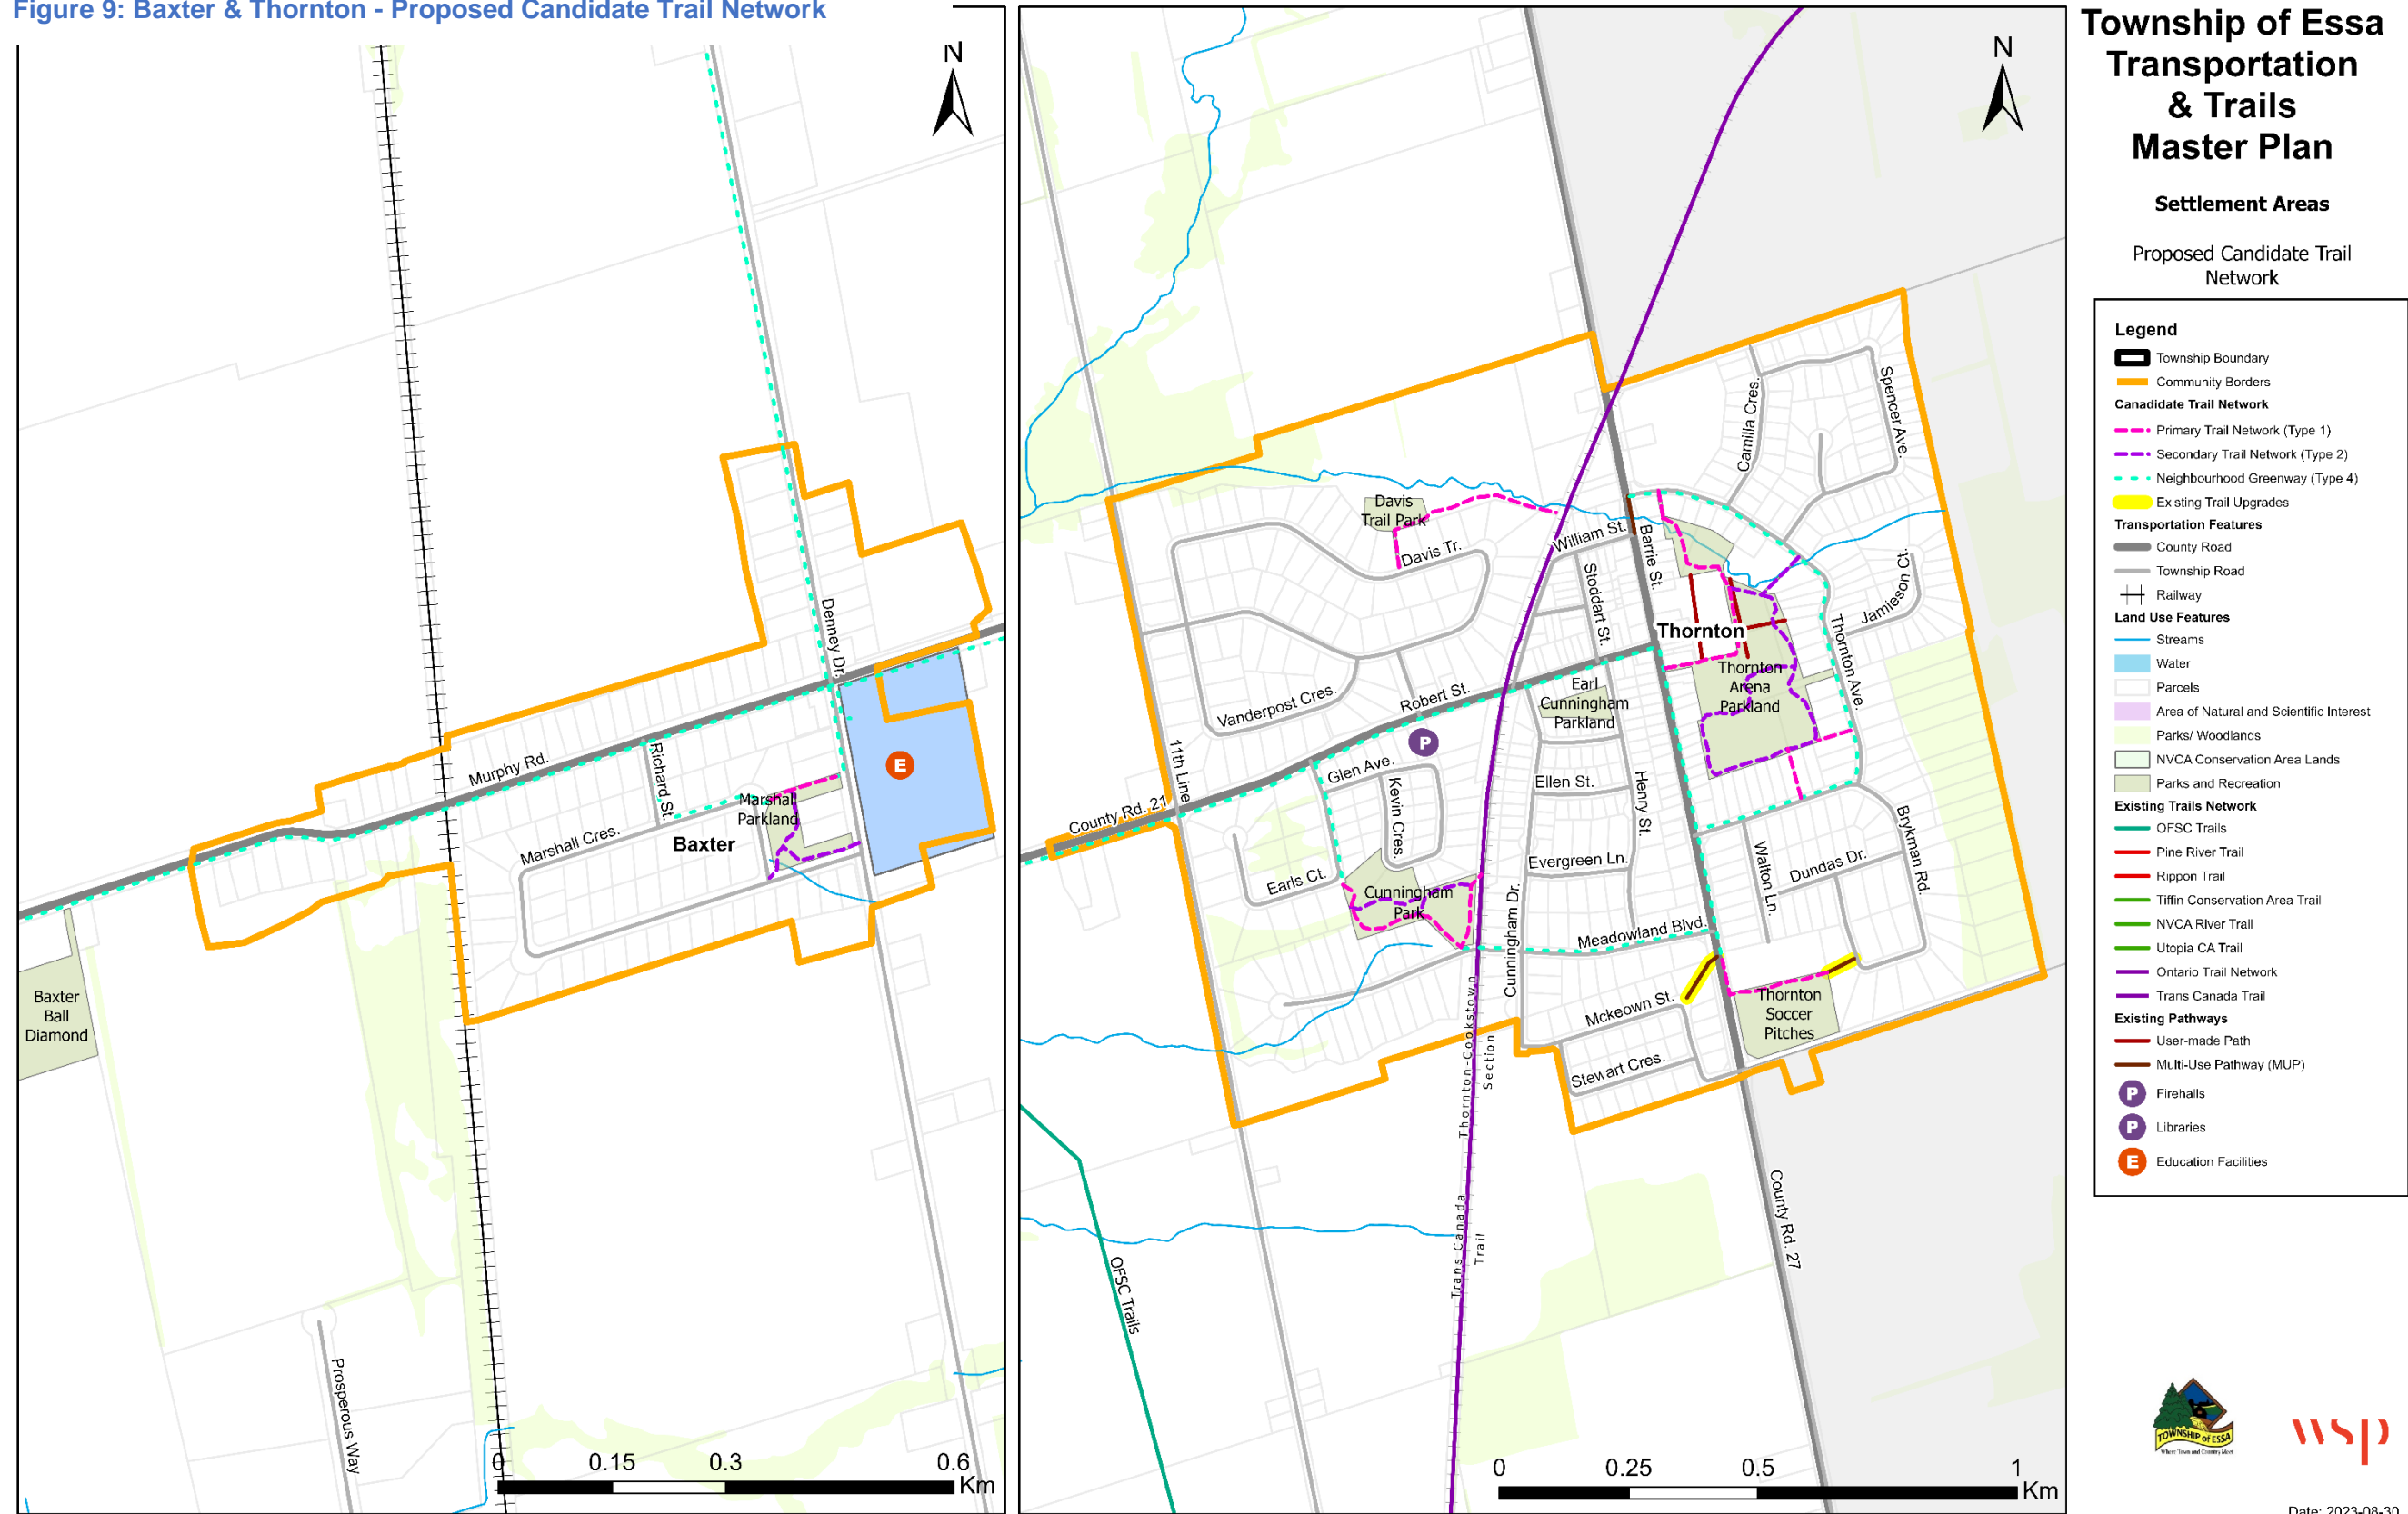 Figure 9: Baxter & Thornton - Proposed Candidate Trail Network
N
Denney Dr.
Murphy Rd.
Richard St.
E
Marshall
Parkland
Marshall Cres.
Baxter
Baxter
Ball
Diamond
Prosperous Way
0
0.15
0.3
0.6
Km
N
Camilla Cres.
Spencer Ave.
Davis
Trail Park
Davis Tr.
William St.
Barrie St.
Stoddart St.
Jamieson Ct.
Thornton
Thornton Ave.
Thornton
Arena
Parkland
Earl
Cunningham
Parkland
Vanderpost Cres.
Robert St.
P
11th Line
Glen Ave.
Kevin Cres.
Ellen St.
Henry St.
County Rd. 21
Brykman Rd.
Walton Ln.
Dundas Dr.
Evergreen Ln.
Earls Ct.
Cunningham
Park
Cunningham Dr.
Meadowland Blvd.
Mckeown St.
Thornton
Soccer
Pitches
Stewart Cres.
Trans Canada Thornton-Cookstown
Trail Section
County Rd. 27
OFSC Trails
0
0.25
0.5
1
Km
Township of Essa
Transportation
& Trails
Master Plan
Settlement Areas
Proposed Candidate Trail
Network
Legend
Township Boundary
Community Borders
Canadidate Trail Network
Primary Trail Network (Type 1)
Secondary Trail Network (Type 2)
Neighbourhood Greenway (Type 4)
Existing Trail Upgrades
Transportation Features
County Road
Township Road
Railway
Land Use Features
Streams
Water
Parcels
Area of Natural and Scientific Interest
Parks/ Woodlands
NVCA Conservation Area Lands
Parks and Recreation
Existing Trails Network
OFSC Trails
Pine River Trail
Rippon Trail
Tiffin Conservation Area Trail
NVCA River Trail
Utopia CA Trail
Ontario Trail Network
Trans Canada Trail
Existing Pathways
User-made Path
Multi-Use Pathway (MUP)
P Firehalls
P Libraries
E Education Facilities
TOWNSHIP of ESSA
Where Town and Country Meet
wsp
Date: 2023-08-30